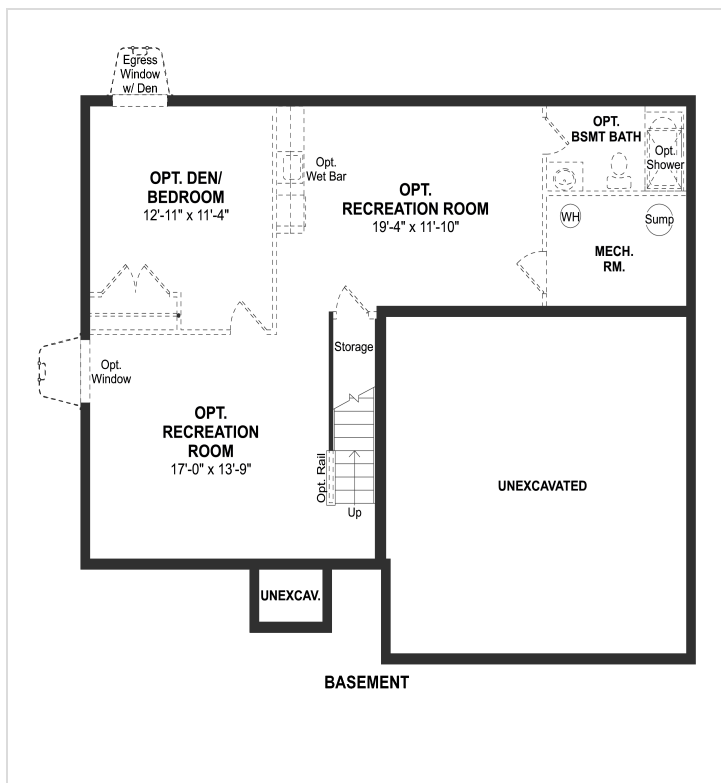 Egress
Window
w/ Den
OPT.
BSMT BATH
Opt.
Shower
Opt.
Wet Bar
OPT. DEN/
BEDROOM
12'-11" x 11'-4"
OPT.
RECREATION ROOM
19'-4" x 11'-10"
WH
Sump
MECH.
RM.
Storage
Opt.
Window
OPT.
RECREATION
ROOM
17'-0" x 13'-9"
Opt. Rail
Up
UNEXCAVATED
UNEXCAV.
BASEMENT